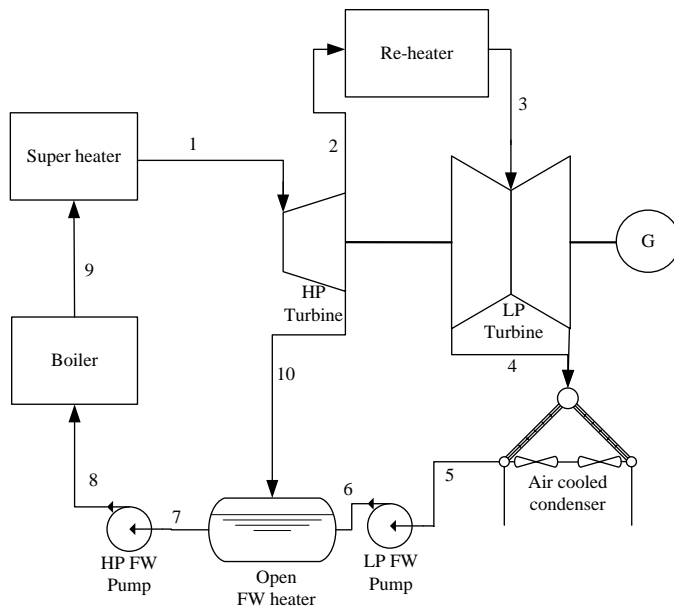 Re-heater
3
1
2
Super heater
G
HP
Turbine
LP
Turbine
9
Boiler
10
4
Air cooled
condenser
5
6
8
7
HP FW
Pump
LP FW
Pump
Open
FW heater